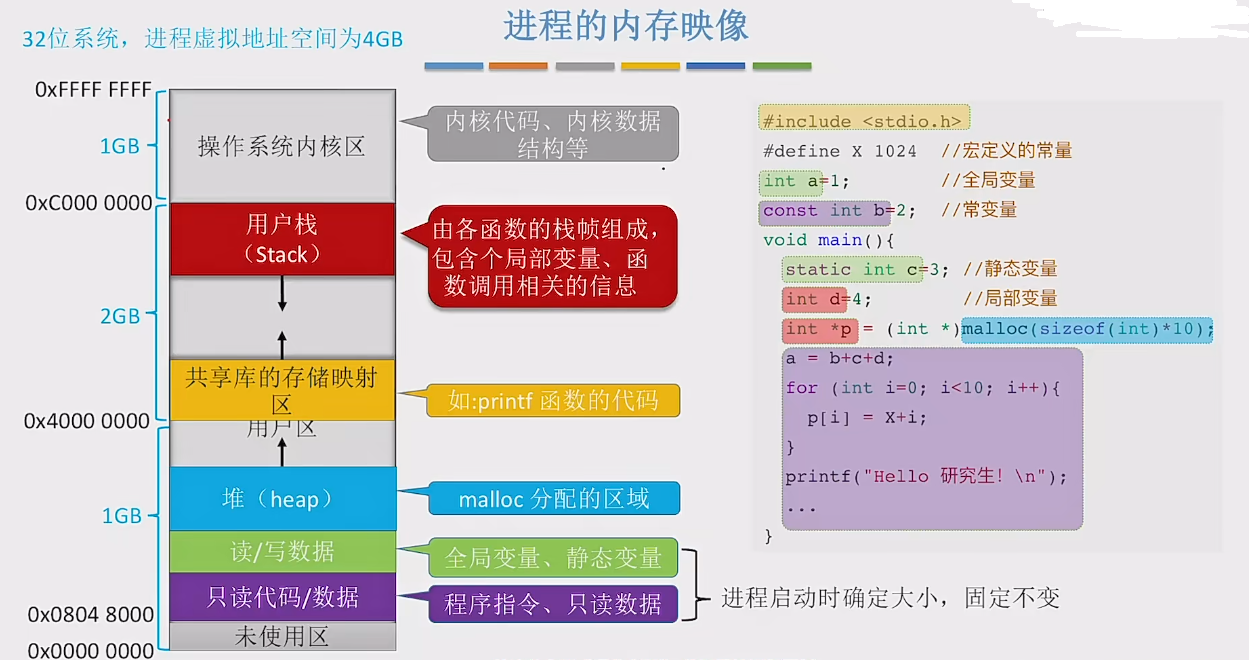 进程的内存映像
32位系统，进程虚拟地址空间为4GB
0xFFFF FFFF
1GB
操作系统内核区
内核代码、内核数据
结构等
0xC000 0000
用户栈
（Stack）
由各函数的栈帧组成，
包含个局部变量、函
数调用相关的信息
2GB
共享库的存储映射
区
如:printf 函数的代码
0x4000 0000
用户区
堆（heap）
malloc 分配的区域
1GB
读/写数据
全局变量、静态变量
只读代码/数据
程序指令、只读数据
进程启动时确定大小，固定不变
0x0804 8000
未使用区
0x0000 0000
#include <stdio.h>
#define X 1024 //宏定义的常量
int a=1; //全局变量
const int b=2; //常变量
void main(){
static int c=3; //静态变量
int d=4; //局部变量
int *p = (int *)malloc(sizeof(int)*10);
a = b+c+d;
for (int i=0; i<10; i++){
p[i] = X+i;
}
printf("Hello 研究生! \n");
...
}